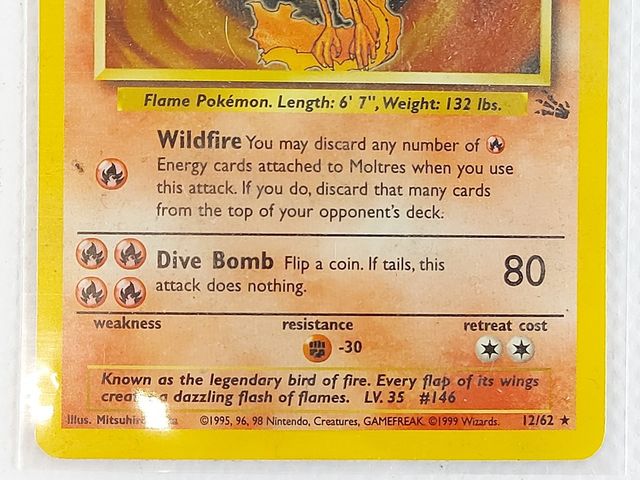 Flame Pokémon. Length: 6' 7", Weight: 132 lbs.
Wildfire You may discard any number of
Energy cards attached to Moltres when you use
this attack. If you do, discard that many cards
from the top of your opponent's deck.
Dive Bomb Flip a coin. If tails, this
attack does nothing.
80
weakness resistance retreat cost
-30
Known as the legendary bird of fire. Every flap of its wings
a dazzling flash of flames. LV. 35 #146
Illus. ©1995, 96, 98 Nintendo, Creatures, GAMEFREAK. ©1999 Wizards. 12/62 ★